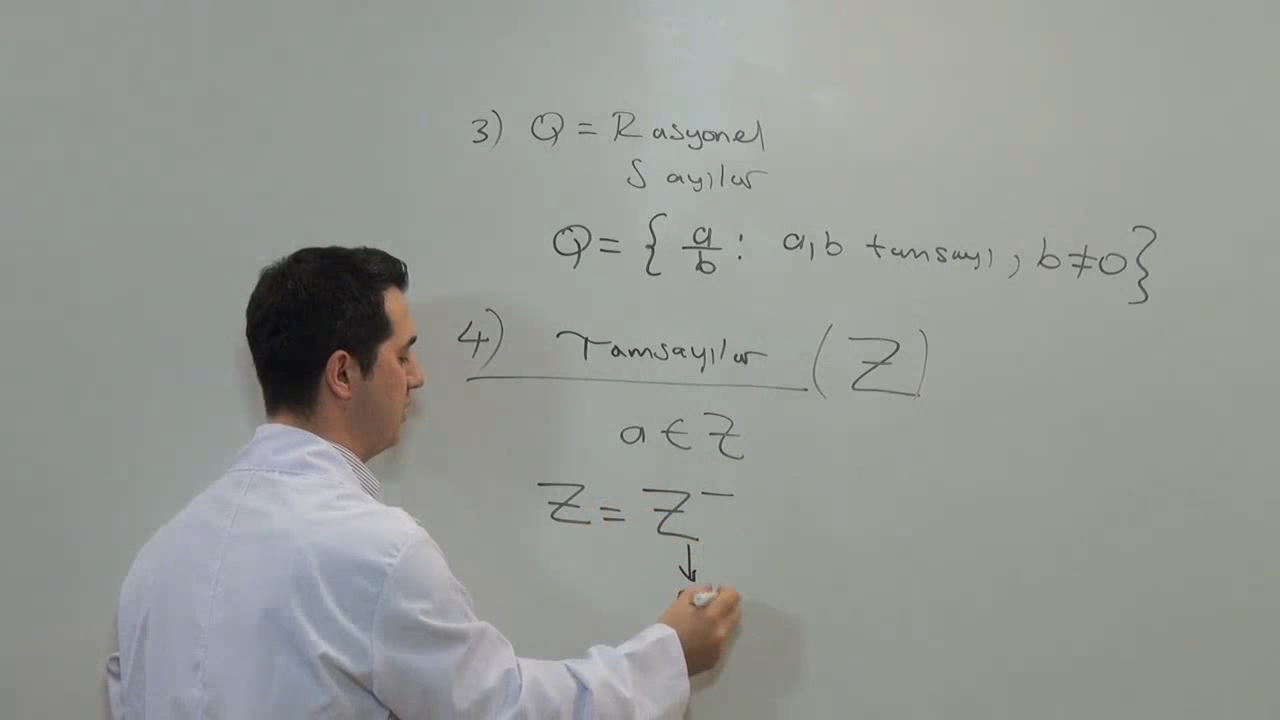 3) Q = Rasyonel
Sayılar
Q = { a/b : a,b tamsayı, b≠0}
4) Tamsayılar (Z)
a ∈ Z
Z = Z⁻
↓